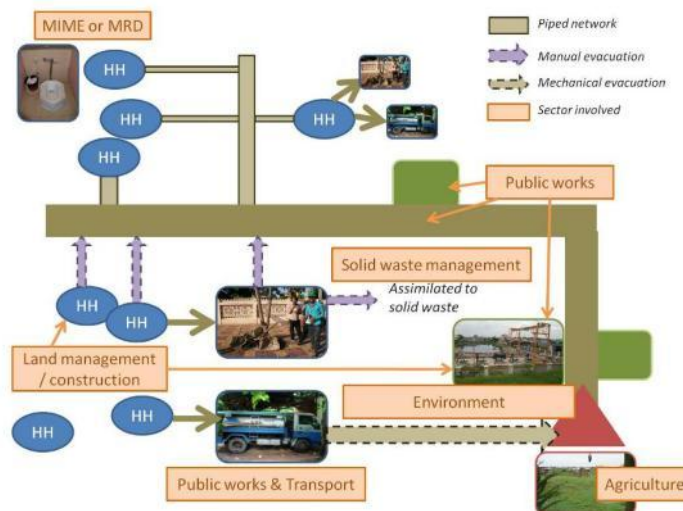 MIME or MRD
HH
HH
HH
HH
Piped network
Manual evacuation
Mechanical evacuation
Sector involved
Public works
Solid waste management
Assimilated to
solid waste
HH
HH
Land management
/ construction
HH
HH
Environment
Public works & Transport
Agriculture